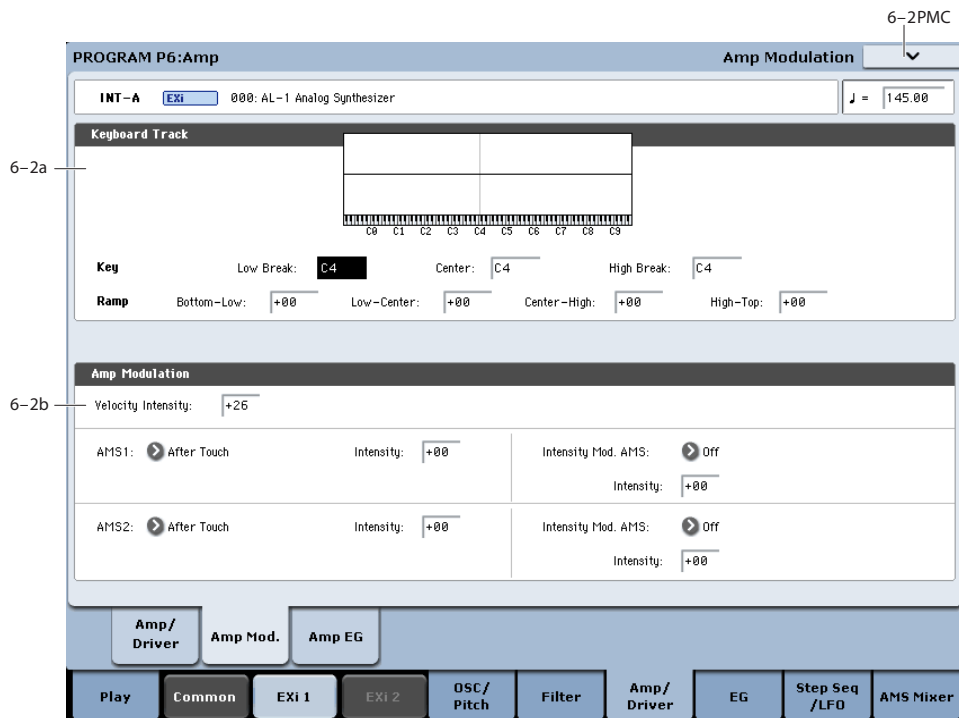 6–2PMC
PROGRAM P6:Amp Amp Modulation
INT-A EXi 000: AL-1 Analog Synthesizer ♩ = 145.00
Keyboard Track
6–2a
C0 C1 C2 C3 C4 C5 C6 C7 C8 C9
Key Low Break: C4 Center: C4 High Break: C4
Ramp Bottom-Low: +00 Low-Center: +00 Center-High: +00 High-Top: +00
Amp Modulation
6–2b
Velocity Intensity: +26
AMS1: After Touch Intensity: +00 Intensity Mod. AMS: Off
Intensity: +00
AMS2: After Touch Intensity: +00 Intensity Mod. AMS: Off
Intensity: +00
Amp/
Driver
Amp Mod. Amp EG
Play Common EXi 1 EXi 2 OSC/
Pitch Filter Amp/
Driver EG Step Seq
/LFO AMS Mixer